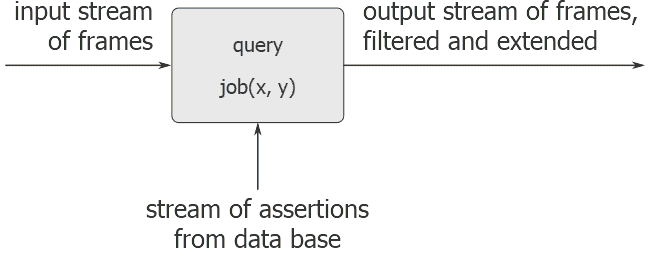 input stream
of frames
query
job(x, y)
output stream of frames,
filtered and extended
stream of assertions
from data base